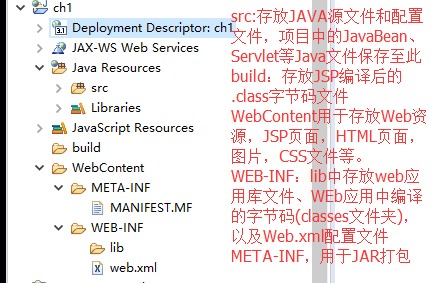 ch1
Deployment Descriptor: ch1
JAX-WS Web Services
Java Resources
src
Libraries
JavaScript Resources
build
WebContent
META-INF
MANIFEST.MF
WEB-INF
lib
web.xml
src:存放JAVA源文件和配置
文件，项目中的JavaBean、
Servlet等Java文件保存至此
build：存放JSP编译后的
.class字节码文件
WebContent用于存放Web资
源，JSP页面，HTML页面，
图片，CSS文件等。
WEB-INF：lib中存放web应
用库文件、WEb应用中编译
的字节码(classes文件夹)，
以及Web.xml配置文件
META-INF，用于JAR打包